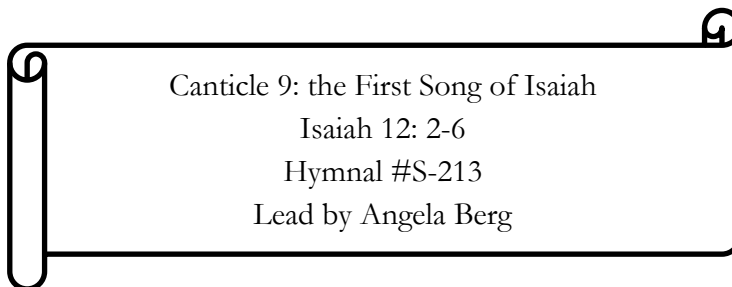 Canticle 9: the First Song of Isaiah
Isaiah 12: 2-6
Hymnal #S-213
Lead by Angela Berg